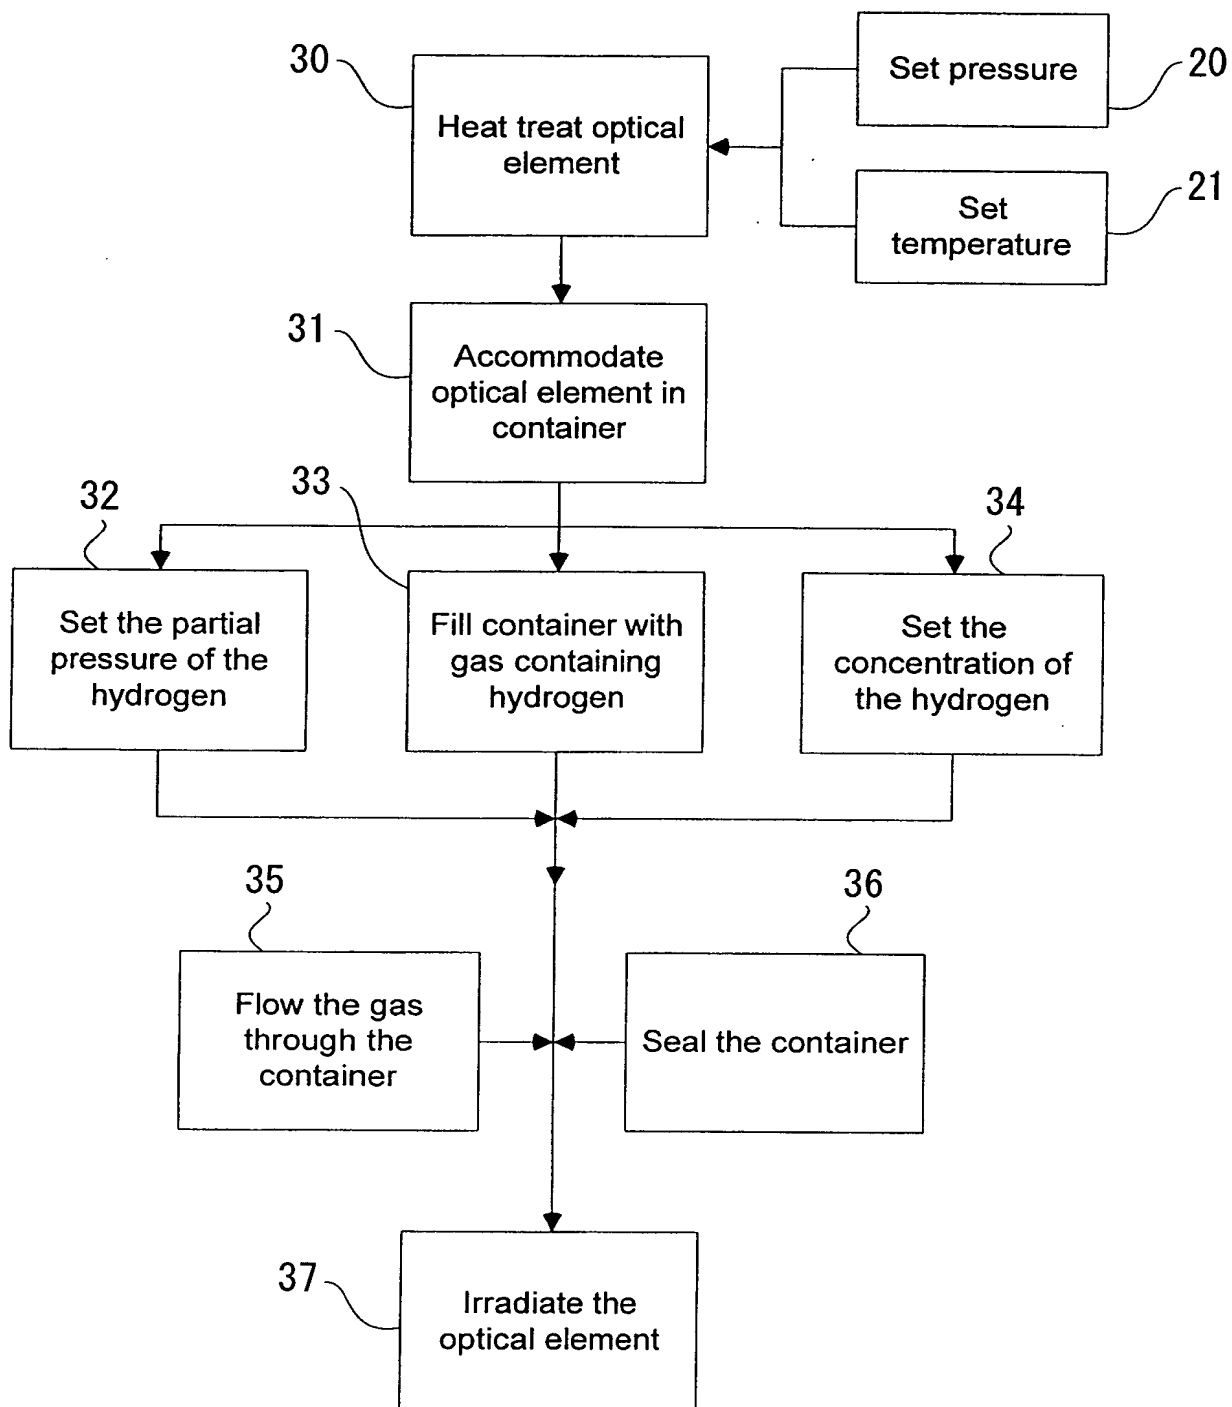 30
Heat treat optical
element
Set pressure
20
Set
temperature
21
31
Accommodate
optical element in
container
32
Set the partial
pressure of the
hydrogen
33
Fill container with
gas containing
hydrogen
34
Set the
concentration of
the hydrogen
35
Flow the gas
through the
container
36
Seal the container
37
Irradiate the
optical element